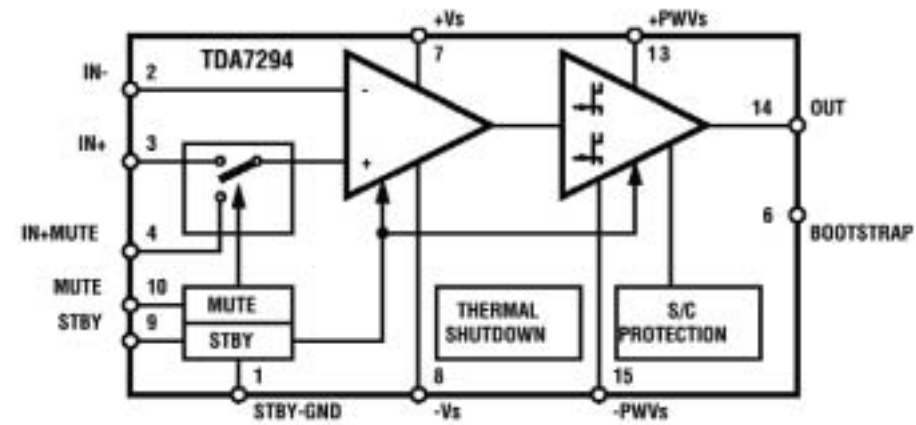 +Vs
+PWVs
TDA7294
7
13
IN-
2
-
14
OUT
IN+
3
+
IN+MUTE
4
6
BOOTSTRAP
MUTE
10
MUTE
STBY
9
STBY
THERMAL
SHUTDOWN
S/C
PROTECTION
1
8
15
STBY-GND
-Vs
-PWVs